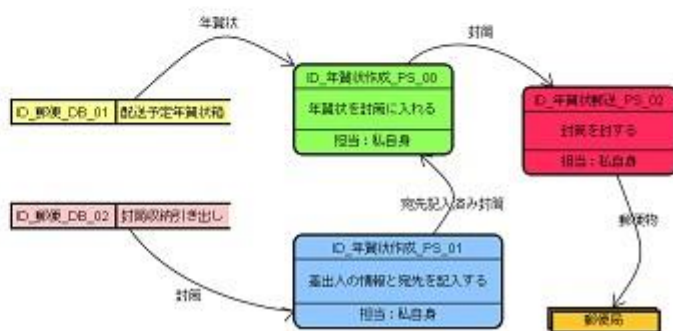 年賀状
封筒
ID_年賀状作成_PS_00
年賀状を封筒に入れる
担当：私自身
ID_郵便_DB_01 配送予定年賀状箱
ID_年賀状郵送_PS_02
封筒を封する
担当：私自身
宛先記入済み封筒
ID_郵便_DB_02 封筒収納引き出し
郵便物
ID_年賀状作成_PS_01
差出人の情報と宛先を記入する
担当：私自身
封筒
郵便局